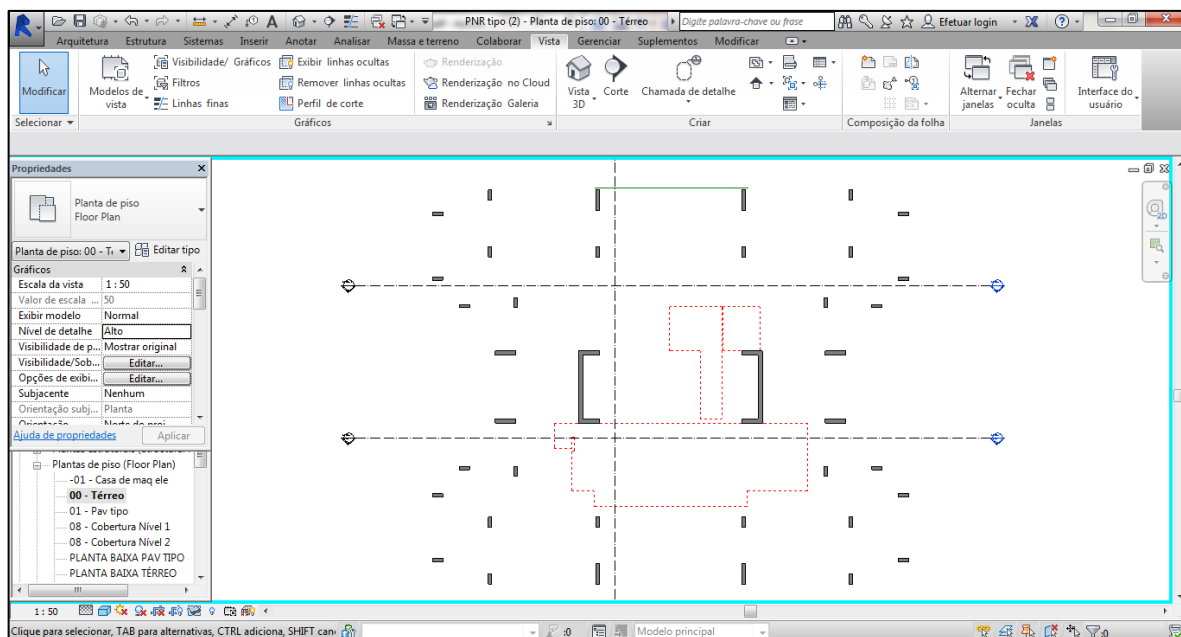 PNR tipo (2) - Planta de piso: 00 - Térreo
Digite palavra-chave ou frase
Efetuar login
Arquitetura Estrutura Sistemas Inserir Anotar Analisar Massa e terreno Colaborar Vista Gerenciar Suplementos Modificar
Modificar
Modelos de vista
Visibilidade/ Gráficos
Filtros
Linhas finas
Exibir linhas ocultas
Remover linhas ocultas
Perfil de corte
Renderização
Renderização no Cloud
Renderização Galeria
Vista 3D
Corte
Chamada de detalhe
Alternar janelas
Fechar oculta
Interface do usuário
Selecionar
Gráficos
Criar
Composição da folha
Janelas
Propriedades
Planta de piso
Floor Plan
Planta de piso: 00 - Te
Editar tipo
Gráficos
Escala da vista 1 : 50
Valor de escala ... 50
Exibir modelo Normal
Nível de detalhe Alto
Visibilidade de p... Mostrar original
Visibilidade/Sob... Editar...
Opções de exibi... Editar...
Subjacente Nenhum
Orientação subj... Planta
Orientação Norte do proj
Ajuda de propriedades
Aplicar
Plantas de piso (Floor Plan)
-01 - Casa de maq ele
00 - Térreo
01 - Pav tipo
08 - Cobertura Nível 1
08 - Cobertura Nível 2
PLANTA BAIXA PAV TIPO
PLANTA BAIXA TÉRREO
2D
1 : 50
Clique para selecionar, TAB para alternativas, CTRL adiciona, SHIFT can
:0
Modelo principal
:0